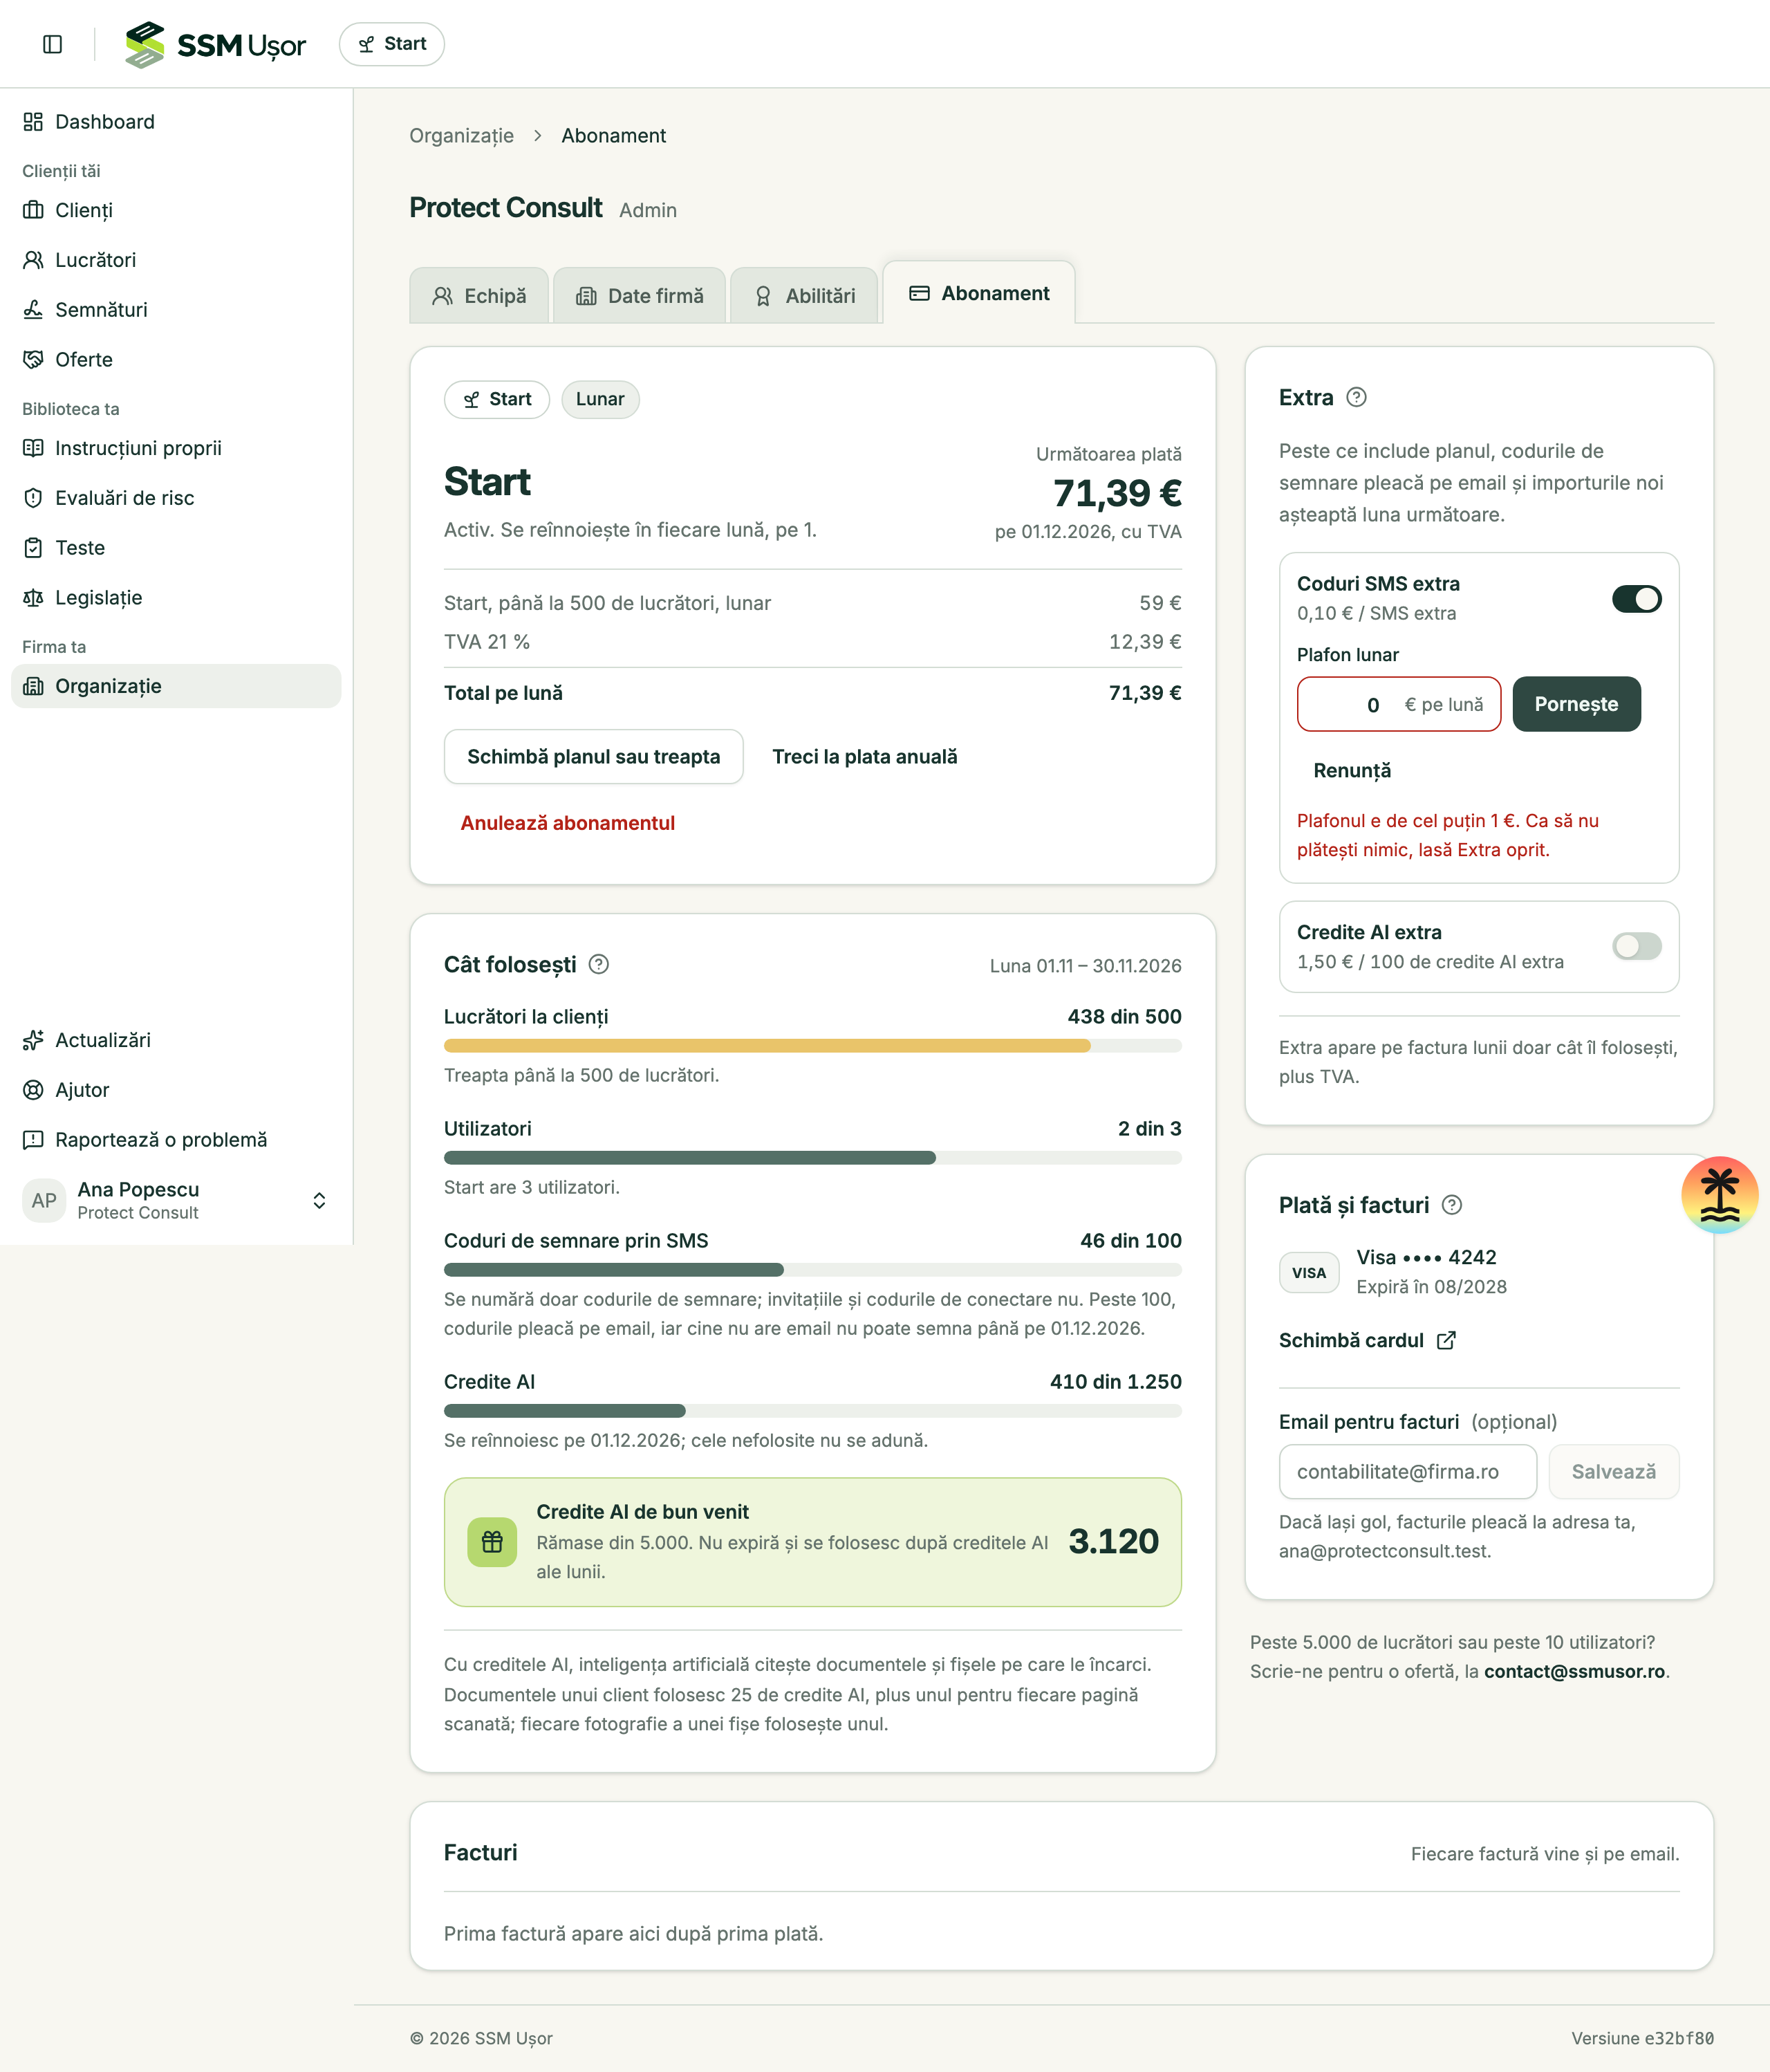 SSM Ușor
Start
Dashboard
Clienții tăi
Clienți
Lucrători
Semnături
Oferte
Biblioteca ta
Instrucțiuni proprii
Evaluări de risc
Teste
Legislație
Firma ta
Organizație
Actualizări
Ajutor
Raportează o problemă
AP
Ana Popescu
Protect Consult
Organizație > Abonament
Protect Consult Admin
Echipă
Date firmă
Abilitări
Abonament
Start
Lunar
Start
Activ. Se reînnoiește în fiecare lună, pe 1.
Următoarea plată
71,39 €
pe 01.12.2026, cu TVA
Start, până la 500 de lucrători, lunar 59 €
TVA 21 % 12,39 €
Total pe lună 71,39 €
Schimbă planul sau treapta
Treci la plata anuală
Anulează abonamentul
Cât folosești
Luna 01.11 – 30.11.2026
Lucrători la clienți 438 din 500
Treapta până la 500 de lucrători.
Utilizatori 2 din 3
Start are 3 utilizatori.
Coduri de semnare prin SMS 46 din 100
Se numără doar codurile de semnare; invitațiile și codurile de conectare nu. Peste 100,
codurile pleacă pe email, iar cine nu are email nu poate semna până pe 01.12.2026.
Credite AI 410 din 1.250
Se reînnoiesc pe 01.12.2026; cele nefolosite nu se adună.
Credite AI de bun venit
Rămase din 5.000. Nu expiră și se folosesc după creditele AI
ale lunii.
3.120
Cu creditele AI, inteligența artificială citește documentele și fișele pe care le încarci.
Documentele unui client folosesc 25 de credite AI, plus unul pentru fiecare pagină
scanată; fiecare fotografie a unei fișe folosește unul.
Extra
Peste ce include planul, codurile de
semnare pleacă pe email și importurile noi
așteaptă luna următoare.
Coduri SMS extra
0,10 € / SMS extra
Plafon lunar
0 € pe lună
Pornește
Renunță
Plafonul e de cel puțin 1 €. Ca să nu
plătești nimic, lasă Extra oprit.
Credite AI extra
1,50 € / 100 de credite AI extra
Extra apare pe factura lunii doar cât îl folosești,
plus TVA.
Plată și facturi
VISA
Visa •••• 4242
Expiră în 08/2028
Schimbă cardul
Email pentru facturi (opțional)
contabilitate@firma.ro
Salvează
Dacă lași gol, facturile pleacă la adresa ta,
ana@protectconsult.test.
Peste 5.000 de lucrători sau peste 10 utilizatori?
Scrie-ne pentru o ofertă, la contact@ssmusor.ro.
Facturi
Fiecare factură vine și pe email.
Prima factură apare aici după prima plată.
© 2026 SSM Ușor
Versiune e32bf80